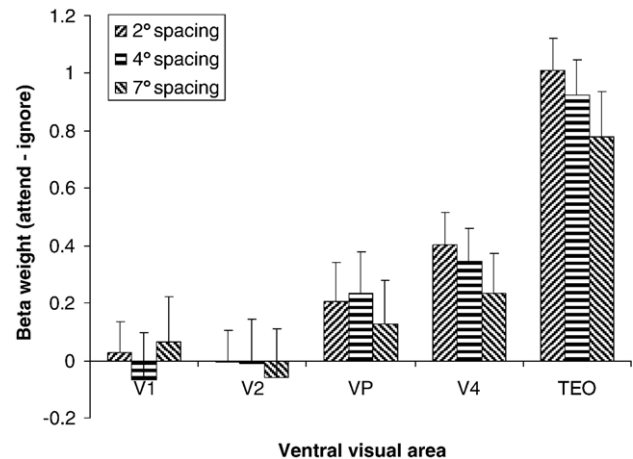 1.2
1
0.8
0.6
0.4
0.2
0
-0.2
Beta weight (attend - ignore)
2° spacing
4° spacing
7° spacing
V1 V2 VP V4 TEO
Ventral visual area